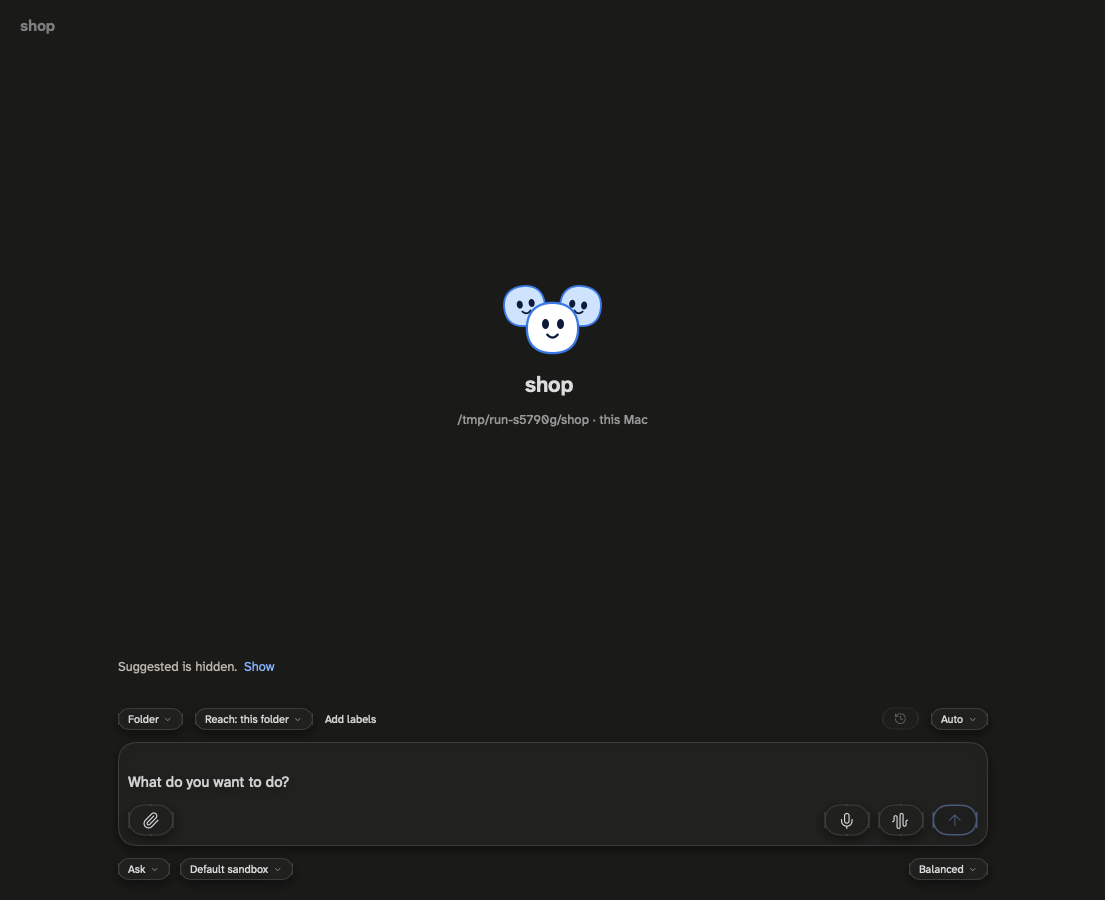 shop
shop
/tmp/run-s5790g/shop · this Mac
Suggested is hidden. Show
Folder Reach: this folder Add labels Auto
What do you want to do?
Ask Default sandbox Balanced